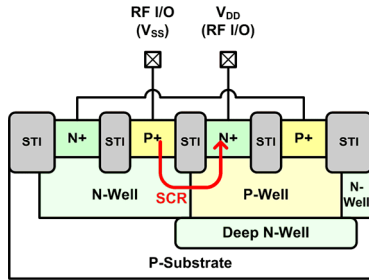 RF I/O
(VSS)
VDD
(RF I/O)
STI
N+
STI
P+
STI
N+
STI
P+
STI
N-Well
SCR
P-Well
N-
Well
Deep N-Well
P-Substrate